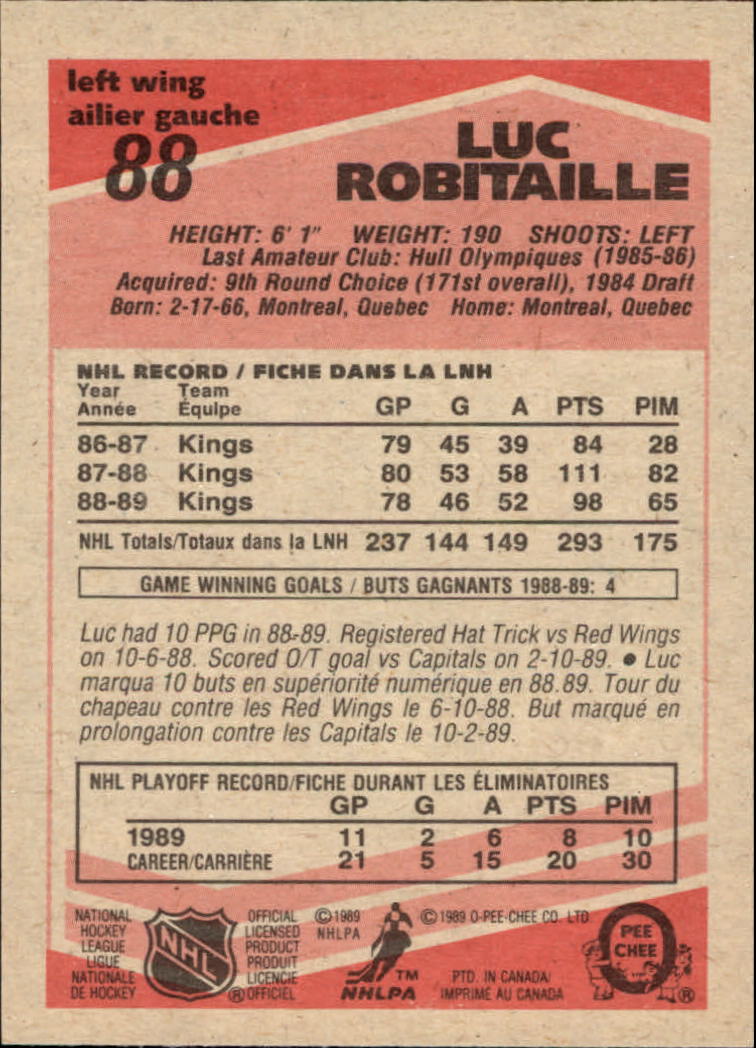 left wing
ailier gauche
88
LUC
ROBITAILLE
HEIGHT: 6' 1" WEIGHT: 190 SHOOTS: LEFT
Last Amateur Club: Hull Olympiques (1985-86)
Acquired: 9th Round Choice (171st overall), 1984 Draft
Born: 2-17-66, Montreal, Quebec Home: Montreal, Quebec
NHL RECORD / FICHE DANS LA LNH
Year Team
Année Équipe GP G A PTS PIM
86-87 Kings 79 45 39 84 28
87-88 Kings 80 53 58 111 82
88-89 Kings 78 46 52 98 65
NHL Totals/Totaux dans la LNH 237 144 149 293 175
GAME WINNING GOALS / BUTS GAGNANTS 1988-89: 4
Luc had 10 PPG in 88-89. Registered Hat Trick vs Red Wings
on 10-6-88. Scored O/T goal vs Capitals on 2-10-89. • Luc
marqua 10 buts en supériorité numérique en 88.89. Tour du
chapeau contre les Red Wings le 6-10-88. But marqué en
prolongation contre les Capitals le 10-2-89.
NHL PLAYOFF RECORD/FICHE DURANT LES ÉLIMINATOIRES
GP G A PTS PIM
1989 11 2 6 8 10
CAREER/CARRIÈRE 21 5 15 20 30
NATIONAL
HOCKEY
LEAGUE
LIGUE
NATIONALE
DE HOCKEY
NHL
OFFICIAL
LICENSED
PRODUCT
PRODUIT
LICENCIE
® OFFICIEL
© 1989
NHLPA
TM
NHLPA
© 1989 O-PEE-CHEE CO. LTD.
PTD. IN CANADA/
IMPRIMÉ AU CANADA
O
PEE
CHEE
®